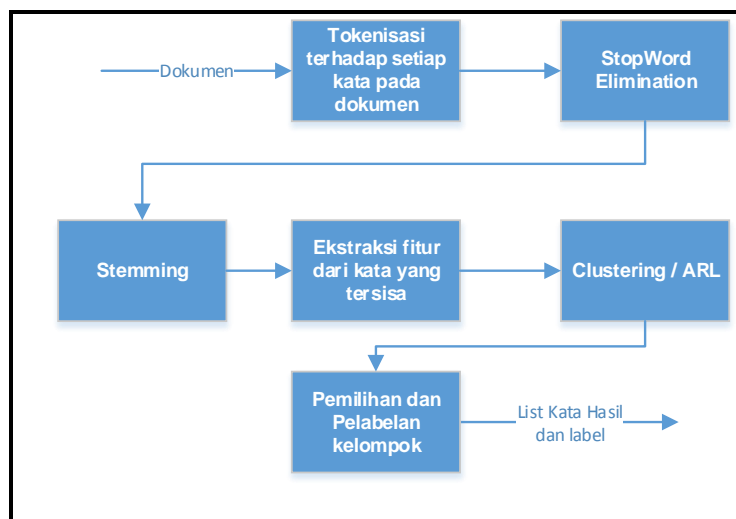 Dokumen
Tokenisasi
terhadap setiap
kata pada
dokumen
StopWord
Elimination
Stemming
Ekstraksi fitur
dari kata yang
tersisa
Clustering / ARL
Pemilihan dan
Pelabelan
kelompok
List Kata Hasil
dan label